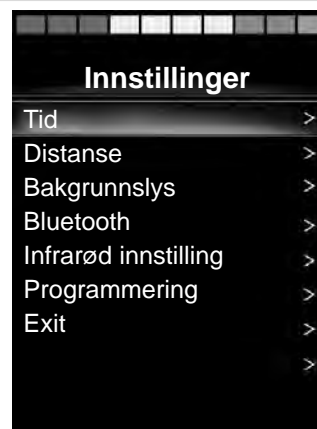 Innstillinger
Tid >
Distanse >
Bakgrunnslys >
Bluetooth >
Infrarød innstilling >
Programmering >
Exit >
>